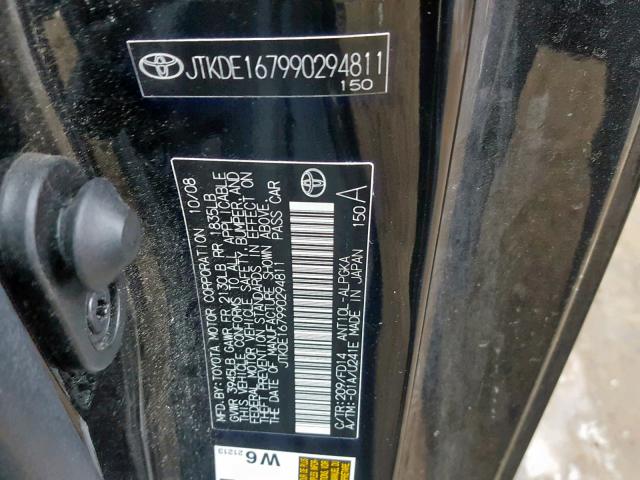 JTKDE167990294811
150
MFD.BY:TOYOTA MOTOR CORPORATION 10/08
GVWR 3945LB GAWR FR 2130LB RR 1835LB
THIS VEHICLE CONFORMS TO ALL APPLICABLE
FEDERAL MOTOR VEHICLE SAFETY, BUMPER, AND
THEFT PREVENTION STANDARDS IN EFFECT ON
THE DATE OF MANUFACTURE SHOWN ABOVE.
JTKDE167990294811 PASS CAR
C/TR:209/FD14 ANT10L-ALPGKA
A/TM:-01A/U241E MADE IN JAPAN 150 A
W6 21219